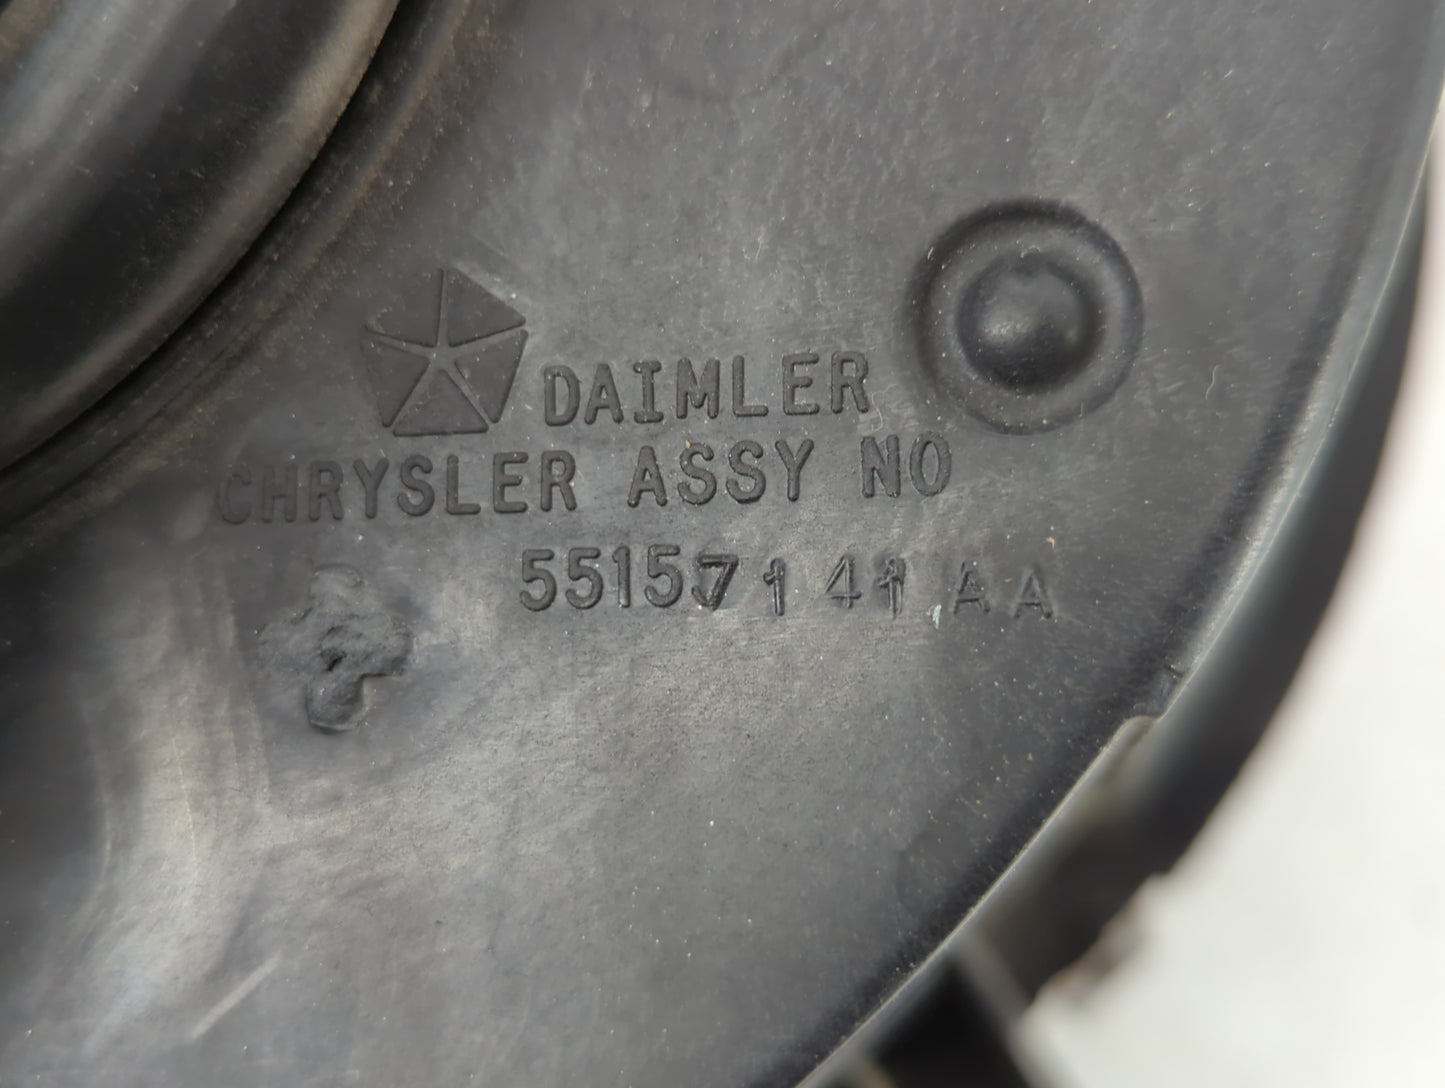 DAIMLER
CHRYSLER ASSY NO
55157141AA